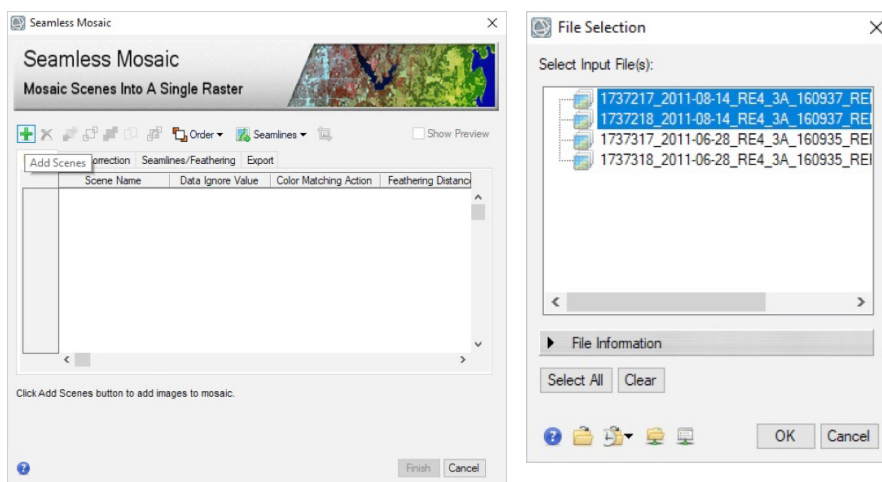 Seamless Mosaic
Seamless Mosaic
Mosaic Scenes Into A Single Raster
Order
Seamlines
Show Preview
Add Scenes
Seamlines/Feathering
Export
Scene Name
Data Ignore Value
Color Matching Action
Feathering Distanc
Click Add Scenes button to add images to mosaic.
Finish
Cancel
File Selection
Select Input File(s):
1737217_2011-08-14_RE4_3A_160937_REI
1737218_2011-08-14_RE4_3A_160937_REI
1737317_2011-06-28_RE4_3A_160935_REI
1737318_2011-06-28_RE4_3A_160935_REI
File Information
Select All
Clear
OK
Cancel